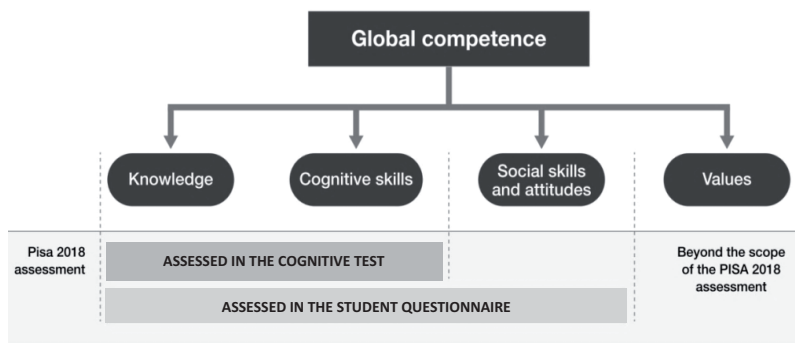 Global competence
Knowledge
Cognitive skills
Social skills
and attitudes
Values
Pisa 2018
assessment
ASSESSED IN THE COGNITIVE TEST
Beyond the scope
of the PISA 2018
assessment
ASSESSED IN THE STUDENT QUESTIONNAIRE